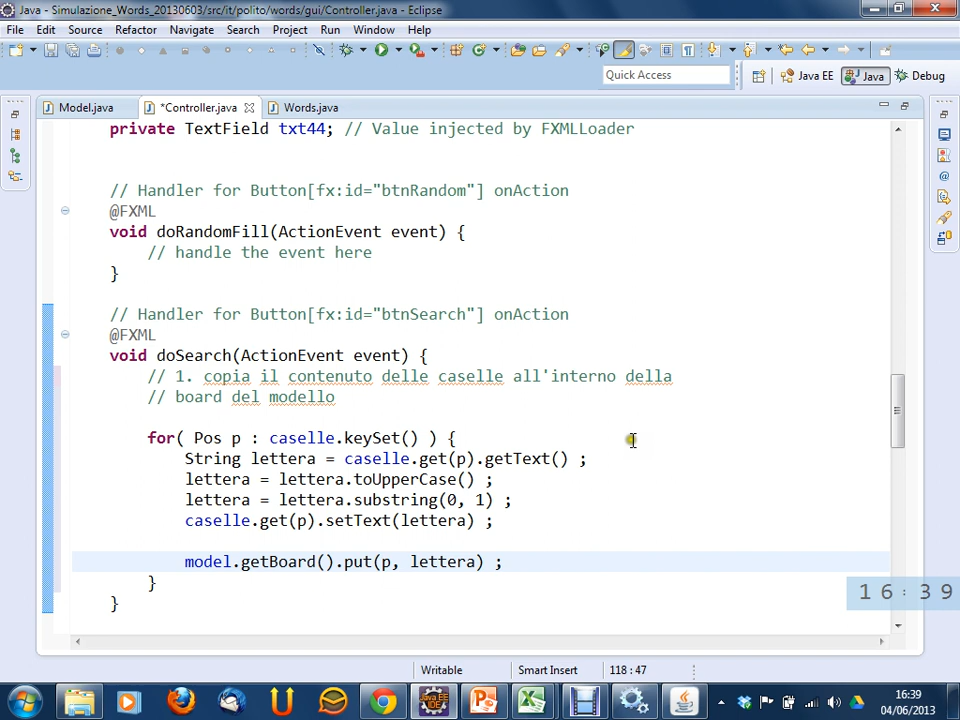 Java - Simulazione_Words_20130603/src/it/polito/words/gui/Controller.java - Eclipse
File Edit Source Refactor Navigate Search Project Run Window Help
Quick Access
Java EE Java Debug
Model.java *Controller.java Words.java
private TextField txt44; // Value injected by FXMLLoader
// Handler for Button[fx:id="btnRandom"] onAction
@FXML
void doRandomFill(ActionEvent event) {
// handle the event here
}
// Handler for Button[fx:id="btnSearch"] onAction
@FXML
void doSearch(ActionEvent event) {
// 1. copia il contenuto delle caselle all'interno della
// board del modello
for( Pos p : caselle.keySet() ) {
String lettera = caselle.get(p).getText() ;
lettera = lettera.toUpperCase() ;
lettera = lettera.substring(0, 1) ;
caselle.get(p).setText(lettera) ;
model.getBoard().put(p, lettera) ;
}
}
16:39
Writable Smart Insert 118 : 47
Java EE IDE
16:39
04/06/2013